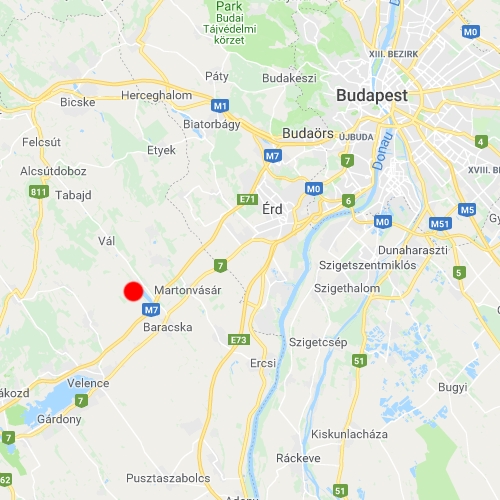 Park
Budai
Tájvédelmi
körzet
M0
XIII. BEZIRK
Páty
Budakeszi
Herceghalom
Bicske
M1
Budapest
Biatorbágy
Budaörs
ÚJBUDA
Donau
4
Felcsút
Etyek
M7
7
Alcsútdoboz
XVIII. BE
811
Tabajd
M0
E71
6
Érd
M5
M0
M51
Gy
Vál
Dunaharaszti
7
Szigetszentmiklós
5
Martonvásár
Szigethalom
M7
Baracska
E73
Szigetcsép
Ercsi
51
Velence
Bugyi
ákozd
7
Gárdony
7
Kiskunlacháza
Ráckeve
62
Pusztaszabolcs
51
Adony